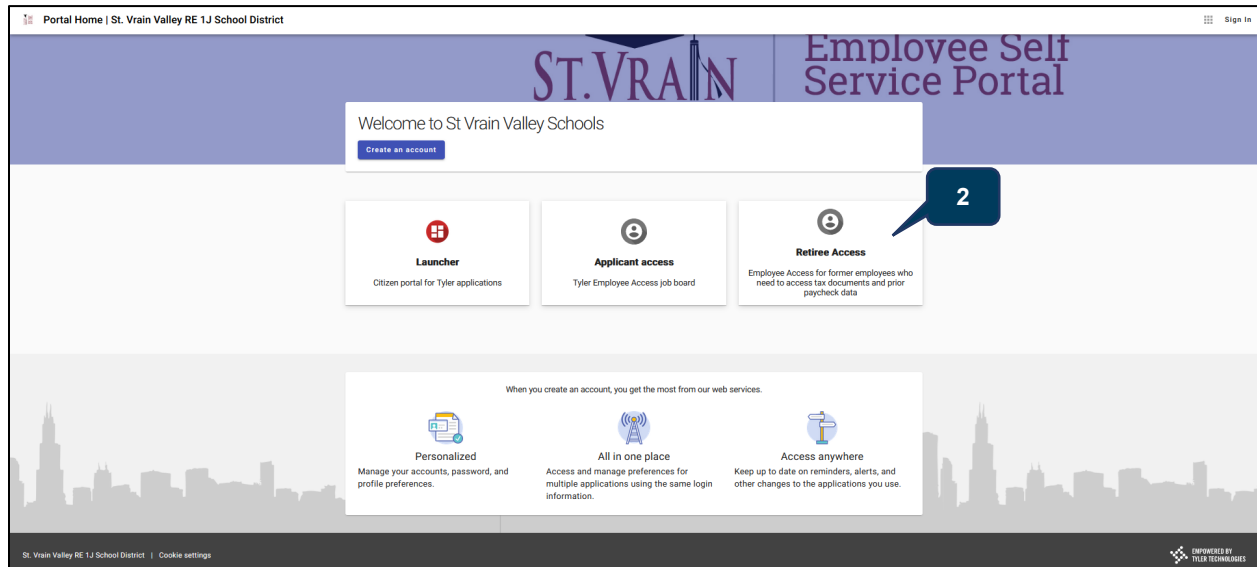 Portal Home | St. Vrain Valley RE 1J School District
Sign In
ST. VRAIN
Employee Self
Service Portal
Welcome to St Vrain Valley Schools
Create an account
2
Launcher
Citizen portal for Tyler applications
Applicant access
Tyler Employee Access job board
Retiree Access
Employee Access for former employees who
need to access tax documents and prior
paycheck data
When you create an account, you get the most from our web services.
Personalized
Manage your accounts, password, and
profile preferences.
All in one place
Access and manage preferences for
multiple applications using the same login
information.
Access anywhere
Keep up to date on reminders, alerts, and
other changes to the applications you use.
St. Vrain Valley RE 1J School District | Cookie settings
EMPOWERED BY
TYLER TECHNOLOGIES